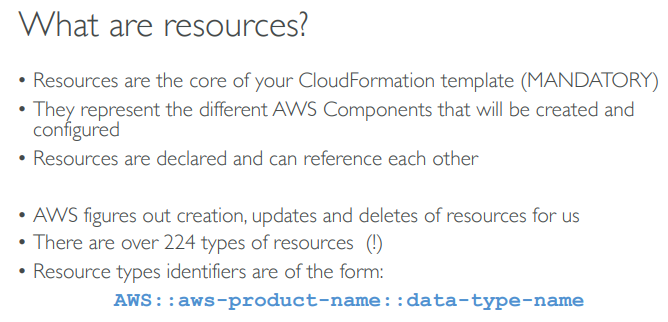 What are resources?
• Resources are the core of your CloudFormation template (MANDATORY)
• They represent the different AWS Components that will be created and
configured
• Resources are declared and can reference each other
• AWS figures out creation, updates and deletes of resources for us
• There are over 224 types of resources (!)
• Resource types identifiers are of the form:
AWS::aws-product-name::data-type-name